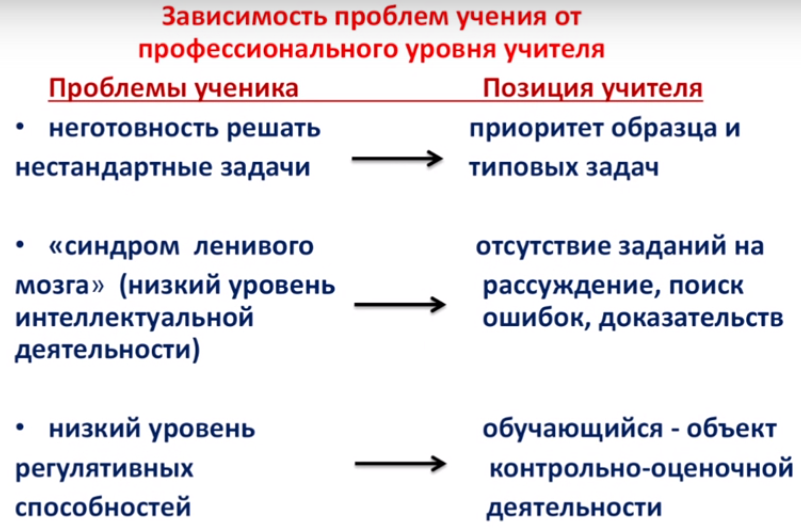 Зависимость проблем учения от
профессионального уровня учителя
Проблемы ученика Позиция учителя
• неготовность решать приоритет образца и
нестандартные задачи типовых задач
• «синдром ленивого отсутствие заданий на
мозга» (низкий уровень рассуждение, поиск
интеллектуальной ошибок, доказательств
деятельности)
• низкий уровень обучающийся - объект
регулятивных контрольно-оценочной
способностей деятельности